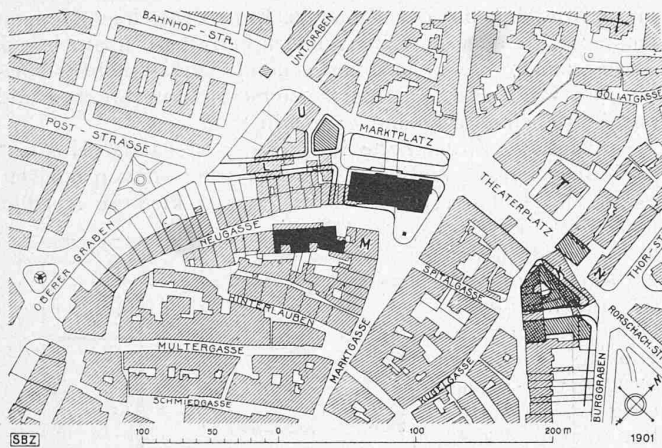 BAHNHOF - STR.
UNT. GRABEN
GOLIATGASSE
POST - STRASSE
U
MARKTPLATZ
L
THEATERPLATZ
T
NEUGASSE
M
N
THOR-ST.
OBERER GRABEN
SPITALGASSE
HINTERLAUBEN
RORSCHACH. ST.
MULTERGASSE
MARKTGASSE
KUGELGASSE
BURGGRABEN
N
SCHMIEDGASSE
SBZ
100 50 0 100 200 m
1901